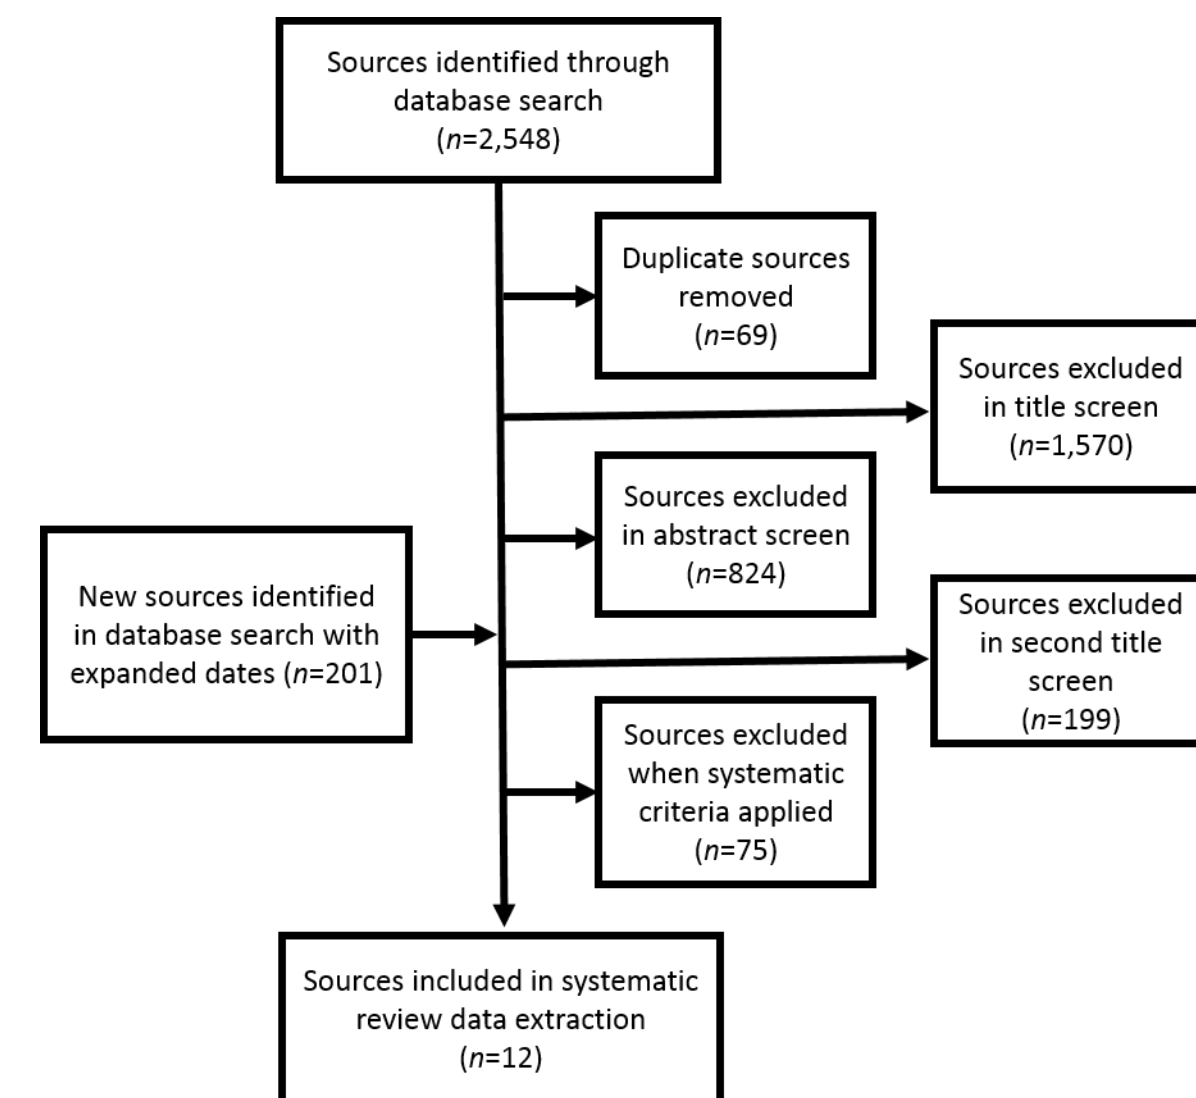 Sources identified through
database search
(n=2,548)
Duplicate sources
removed
(n=69)
Sources excluded
in title screen
(n=1,570)
Sources excluded
in abstract screen
(n=824)
New sources identified
in database search with
expanded dates (n=201)
Sources excluded
in second title
screen
(n=199)
Sources excluded
when systematic
criteria applied
(n=75)
Sources included in systematic
review data extraction
(n=12)